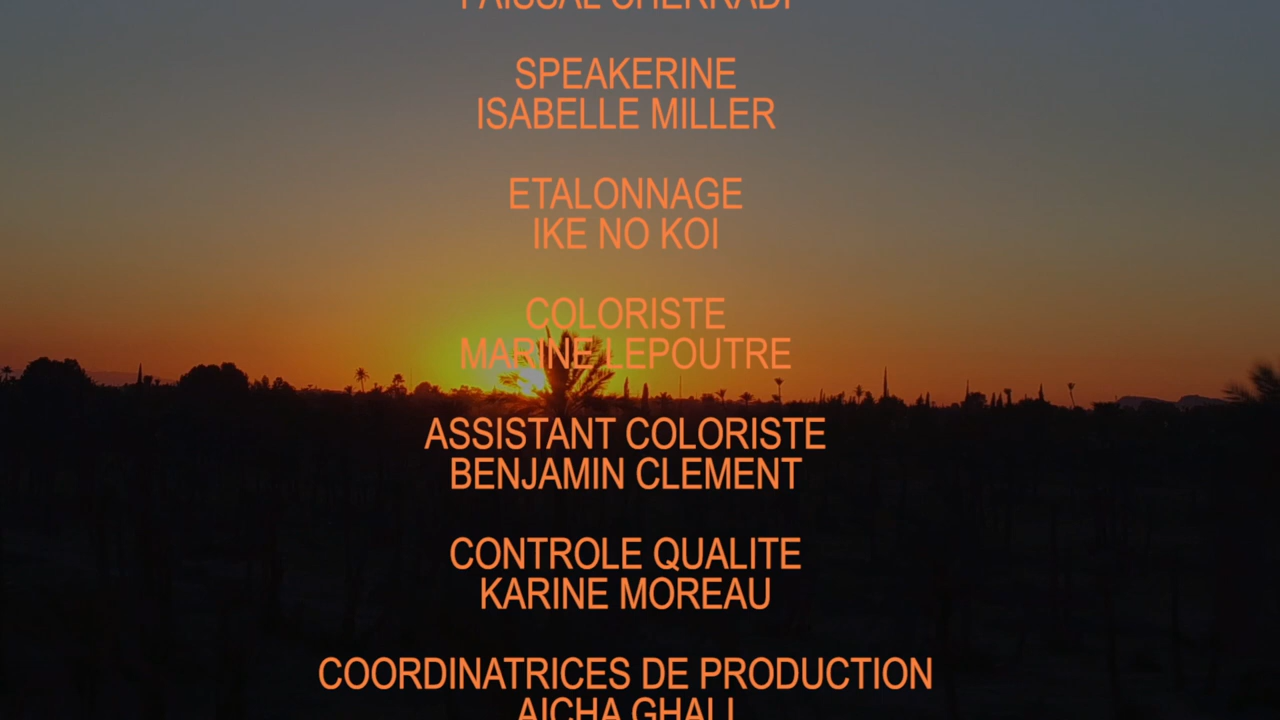 SPEAKERINE
ISABELLE MILLER
ETALONNAGE
IKE NO KOI
COLORISTE
MARINE LEPOUTRE
ASSISTANT COLORISTE
BENJAMIN CLEMENT
CONTROLE QUALITE
KARINE MOREAU
COORDINATRICES DE PRODUCTION
AICHA